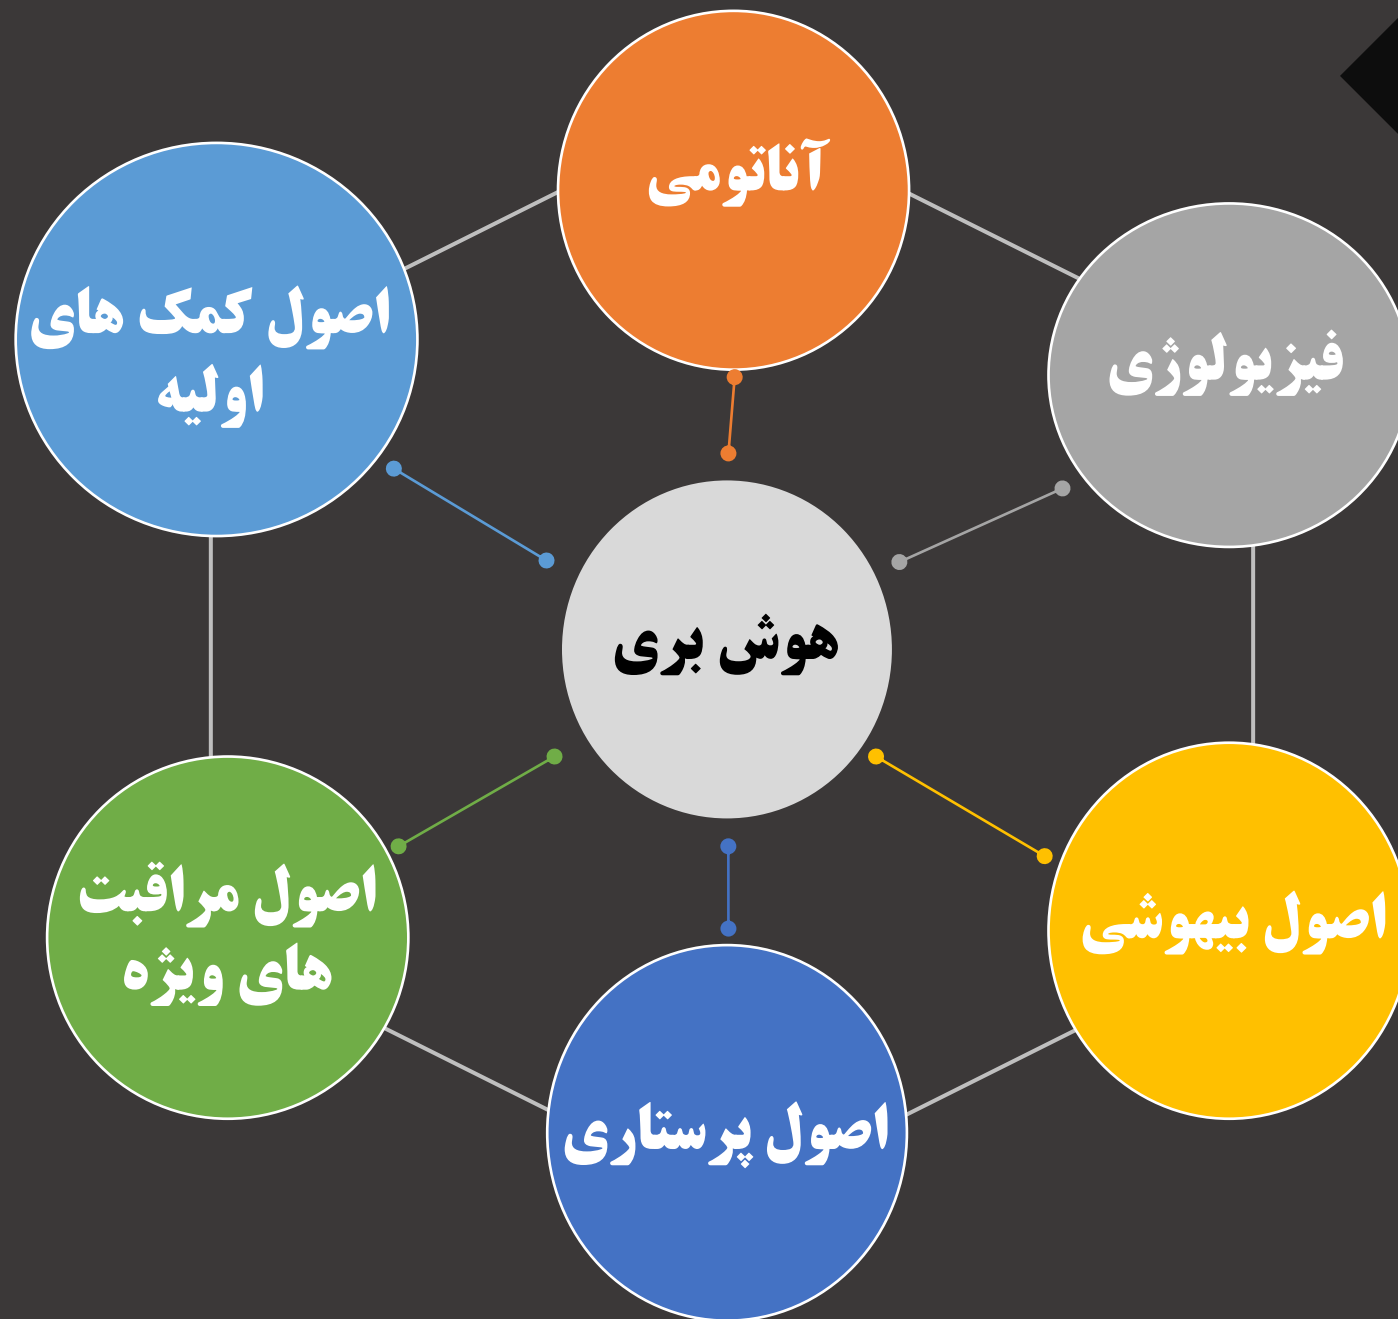 آناتومی
فیزیولوژی
اصول بیهوشی
اصول پرستاری
اصول مراقبت
های ویژه
اصول کمک های
اولیه
هوش بری